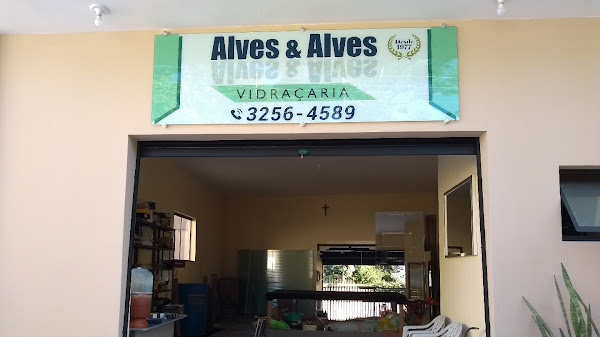 Alves & Alves
Desde
1977
VIDRAÇARIA
3256-4589